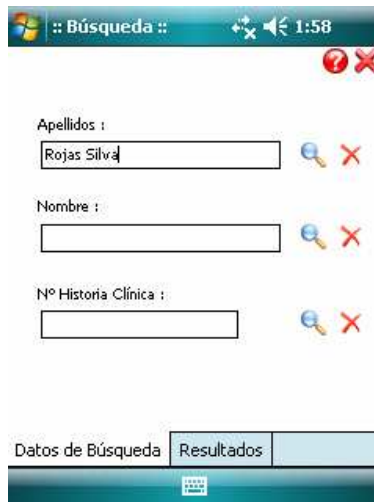 :: Búsqueda :: 1:58
Apellidos :
Rojas Silva
Nombre :
Nº Historia Clínica :
Datos de Búsqueda Resultados